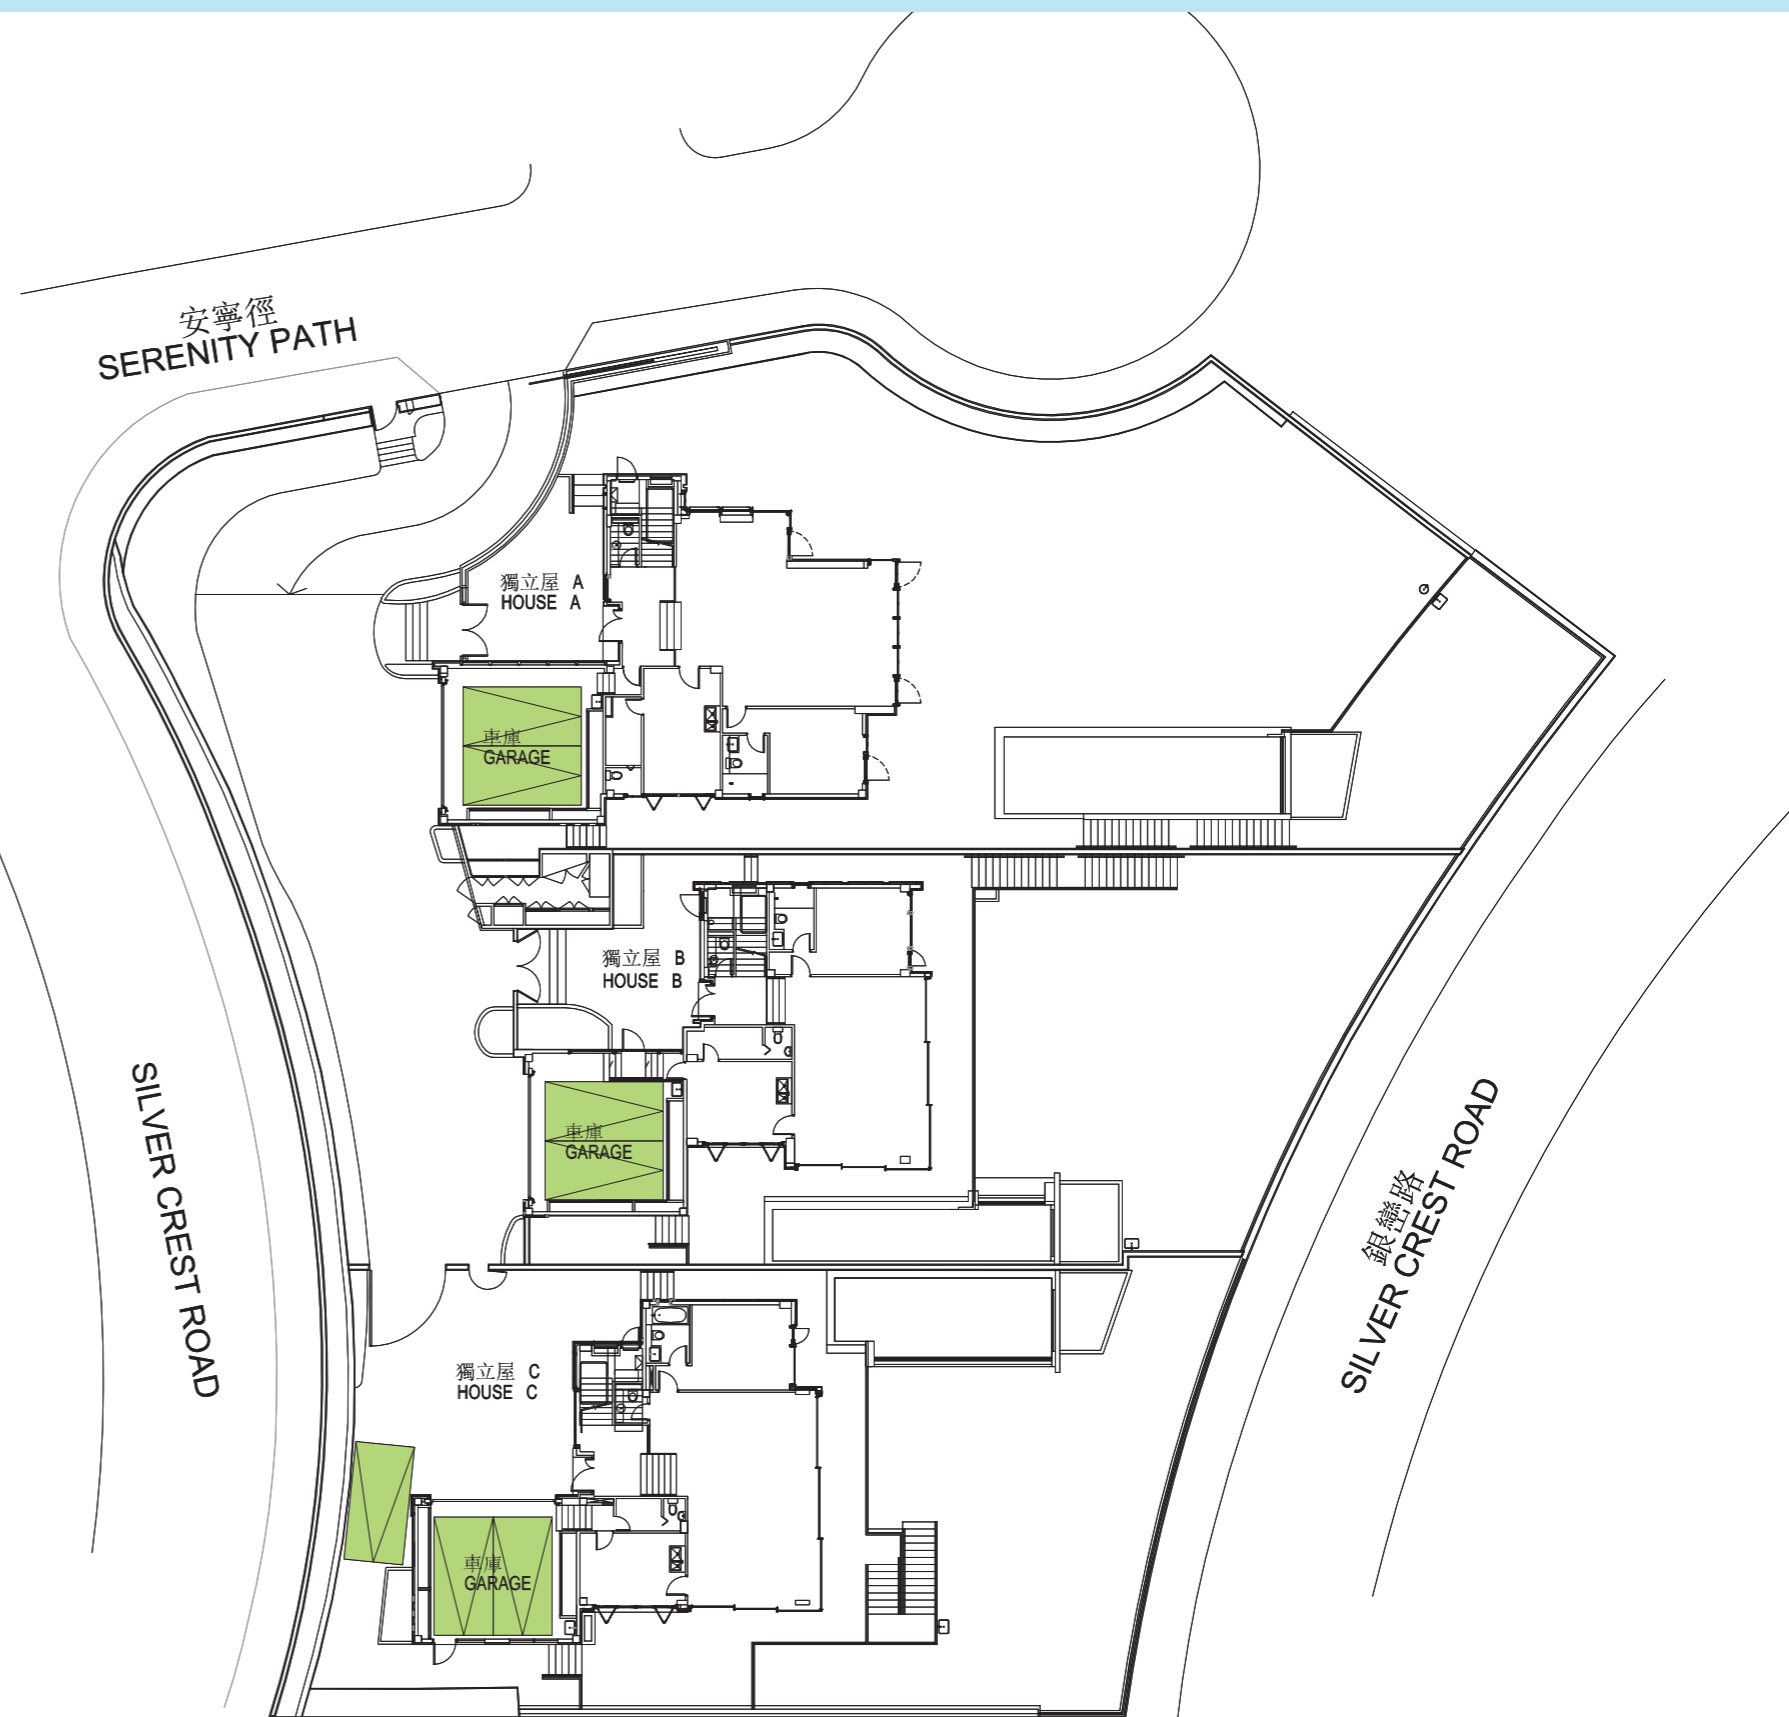 安寧徑
SERENITY PATH
獨立屋 A
HOUSE A
車庫
GARAGE
獨立屋 B
HOUSE B
車庫
GARAGE
SILVER CREST ROAD
銀巒路
SILVER CREST ROAD
獨立屋 C
HOUSE C
車庫
GARAGE